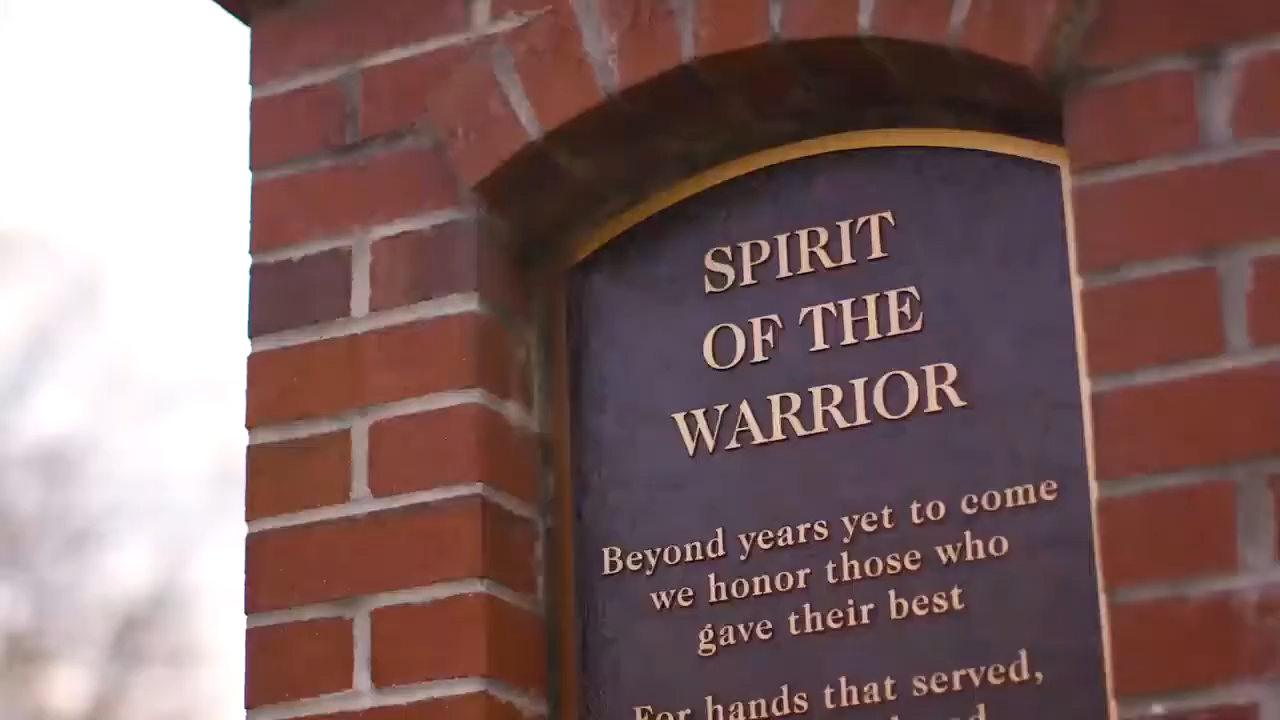 SPIRIT
OF THE
WARRIOR
Beyond years yet to come
we honor those who
gave their best
For hands that served,